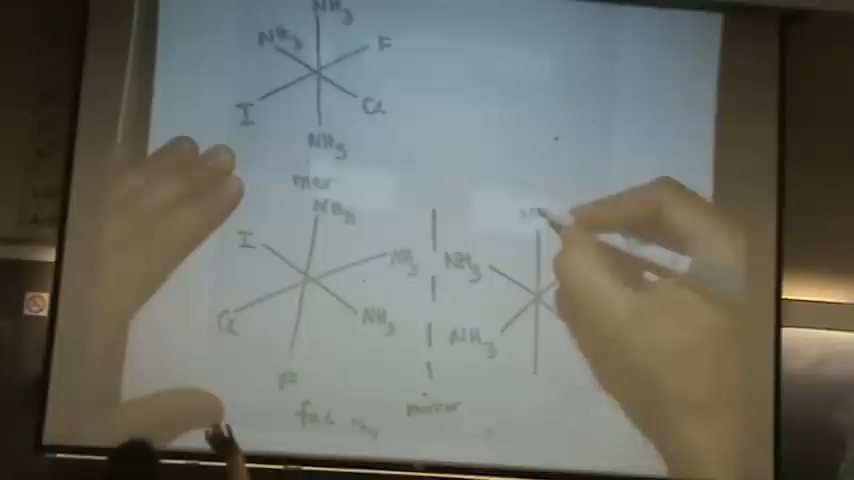 NH3
NH3 F
I Cl
NH3
mer
NH3
I NH3 NH3
Cl NH3 NH3
F
fac
mirror